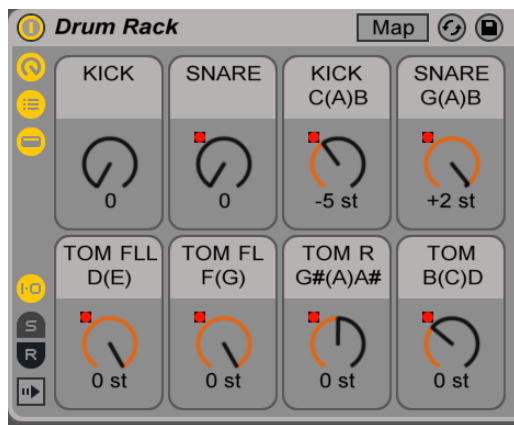 Drum Rack Map
KICK SNARE KICK SNARE
C(A)B G(A)B
0 0 -5 st +2 st
TOM FLL TOM FL TOM R TOM
D(E) F(G) G#(A)A# B(C)D
I·O
S
R
0 st 0 st 0 st 0 st